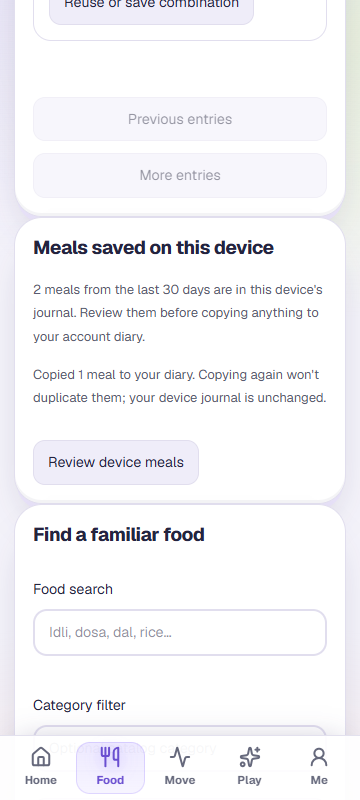 Reuse or save combination
Previous entries
More entries
Meals saved on this device
2 meals from the last 30 days are in this device's
journal. Review them before copying anything to
your account diary.
Copied 1 meal to your diary. Copying again won't
duplicate them; your device journal is unchanged.
Review device meals
Find a familiar food
Food search
Idli, dosa, dal, rice…
Category filter
Home
Food
Move
Play
Me